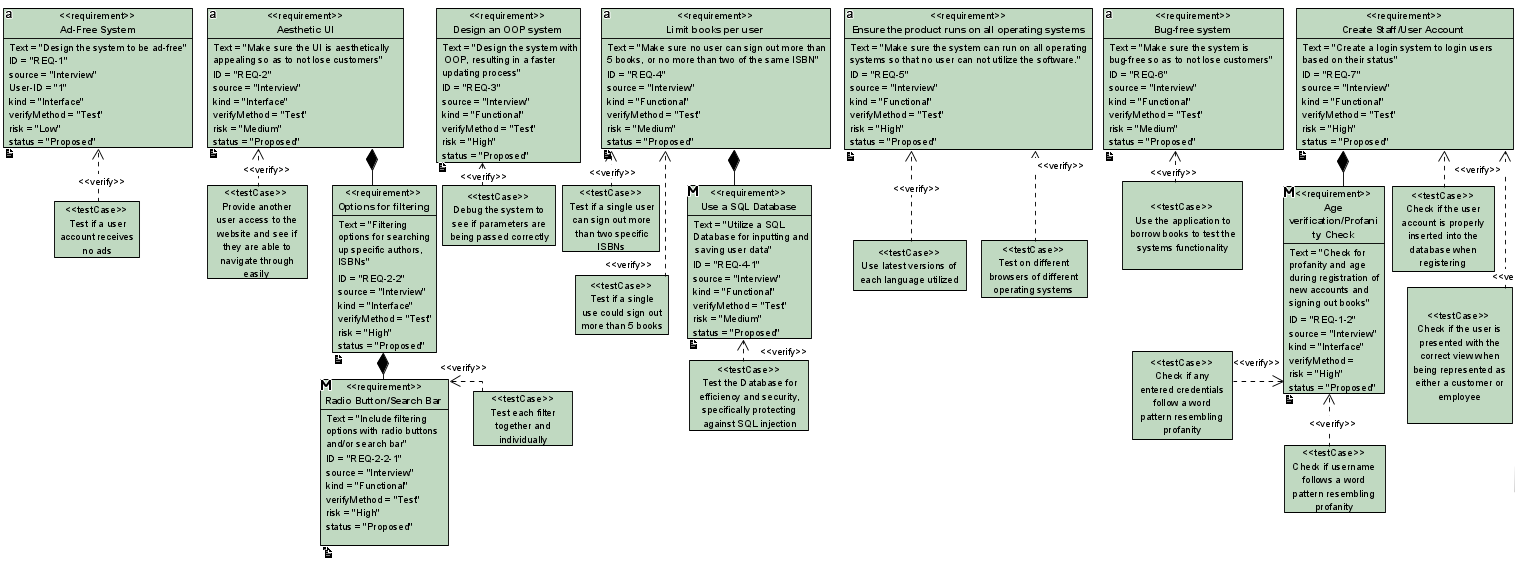 a
<<requirement>>
Ad-Free System
Text = "Design the system to be ad-free"
ID = "REQ-1"
source = "Interview"
User-ID = "1"
kind = "Interface"
verifyMethod = "Test"
risk = "Low"
status = "Proposed"
<<verify>>
<<testCase>>
Test if a user
account receives
no ads
a
<<requirement>>
Aesthetic UI
Text = "Make sure the UI is aesthetically
appealing so as to not lose customers"
ID = "REQ-2"
source = "Interview"
kind = "Interface"
verifyMethod = "Test"
risk = "Medium"
status = "Proposed"
<<verify>>
<<testCase>>
Provide another
user access to the
website and see if
they are able to
navigate through
easily
<<requirement>>
Options for filtering
Text = "Filtering
options for searching
up specific authors,
ISBNs"
ID = "REQ-2-2"
source = "Interview"
kind = "Interface"
verifyMethod = "Test"
risk = "High"
status = "Proposed"
M
<<requirement>>
Radio Button/Search Bar
Text = "Include filtering
options with radio buttons
and/or search bar"
ID = "REQ-2-2-1"
source = "Interview"
kind = "Functional"
verifyMethod = "Test"
risk = "High"
status = "Proposed"
<<verify>>
<<testCase>>
Test each filter
together and
individually
<<requirement>>
Design an OOP system
Text = "Design the system with
OOP, resulting in a faster
updating process"
ID = "REQ-3"
source = "Interview"
kind = "Functional"
verifyMethod = "Test"
risk = "High"
status = "Proposed"
<<verify>>
<<testCase>>
Debug the system to
see if parameters are
being passed correctly
a
<<requirement>>
Limit books per user
Text = "Make sure no user can sign out more than
5 books, or no more than two of the same ISBN"
ID = "REQ-4"
source = "Interview"
kind = "Functional"
verifyMethod = "Test"
risk = "Medium"
status = "Proposed"
<<verify>>
<<testCase>>
Test if a single user
can sign out more
than two specific
ISBNs
<<verify>>
<<testCase>>
Test if a single
use could sign out
more than 5 books
M
<<requirement>>
Use a SQL Database
Text = "Utilize a SQL
Database for inputting and
saving user data"
ID = "REQ-4-1"
source = "Interview"
kind = "Functional"
verifyMethod = "Test"
risk = "Medium"
status = "Proposed"
<<verify>>
<<testCase>>
Test the Database for
efficiency and security,
specifically protecting
against SQL injection
a
<<requirement>>
Ensure the product runs on all operating systems
Text = "Make sure the system can run on all operating
systems so that no user can not utilize the software."
ID = "REQ-5"
source = "Interview"
kind = "Functional"
verifyMethod = "Test"
risk = "High"
status = "Proposed"
<<verify>>
<<testCase>>
Use latest versions of
each language utilized
<<verify>>
<<testCase>>
Test on different
browsers of different
operating systems
a
<<requirement>>
Bug-free system
Text = "Make sure the system is
bug-free so as to not lose customers"
ID = "REQ-6"
source = "Interview"
kind = "Functional"
verifyMethod = "Test"
risk = "Medium"
status = "Proposed"
<<verify>>
<<testCase>>
Use the application to
borrow books to test the
systems functionality
<<requirement>>
Create Staff/User Account
Text = "Create a login system to login users
based on their status"
ID = "REQ-7"
source = "Interview"
kind = "Functional"
verifyMethod = "Test"
risk = "High"
status = "Proposed"
M
<<requirement>>
Age
verification/Profani
ty Check
Text = "Check for
profanity and age
during registration of
new accounts and
signing out books"
ID = "REQ-1-2"
source = "Interview"
kind = "Interface"
verifyMethod =
risk = "High"
status = "Proposed"
<<verify>>
<<testCase>>
Check if any
entered credentials
follow a word
pattern resembling
profanity
<<verify>>
<<testCase>>
Check if username
follows a word
pattern resembling
profanity
<<verify>>
<<testCase>>
Check if the user
account is properly
inserted into the
database when
registering
<<ve
<<testCase>>
Check if the user is
presented with the
correct view when
being represented as
either a customer or
employee